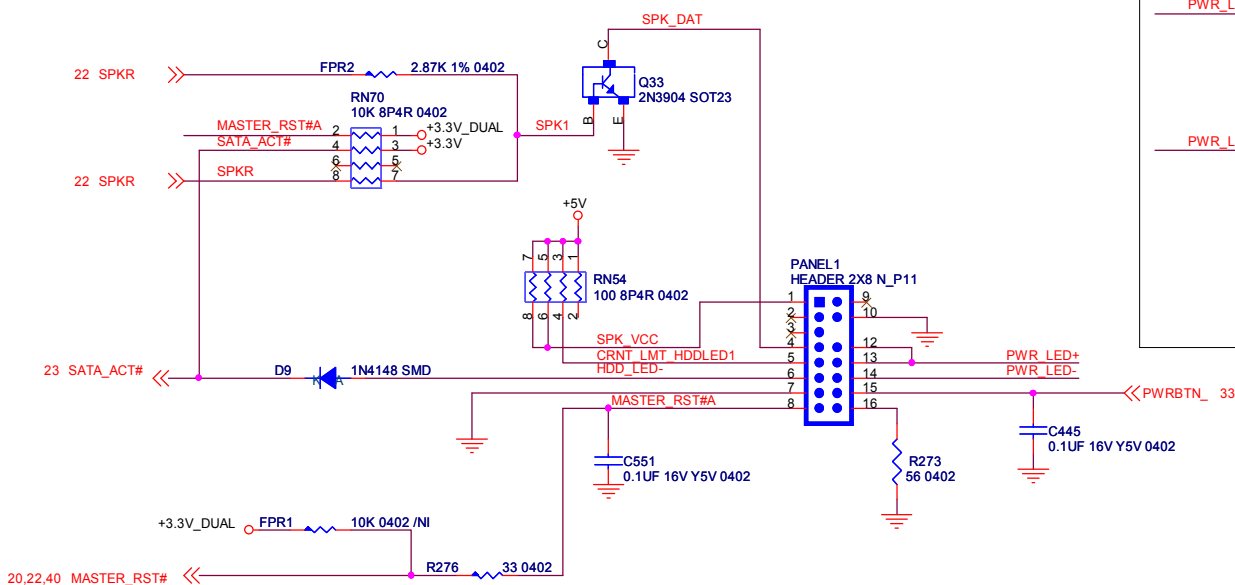 PWR_L
SPK_DAT
C
22 SPKR
FPR2
2.87K 1% 0402
Q33
2N3904 SOT23
RN70
10K 8P4R 0402
B
E
MASTER_RST#A
2
1
+3.3V_DUAL
SPK1
SATA_ACT#
4
3
+3.3V
PWR_L
6
5
22 SPKR
SPKR
8
7
+5V
7
5
3
1
RN54
100 8P4R 0402
8
6
4
2
PANEL1
HEADER 2X8 N_P11
1
9
2
10
3
SPK_VCC
4
12
CRNT_LMT_HDDLED1
5
13
PWR_LED+
HDD_LED-
6
14
PWR_LED-
23 SATA_ACT#
D9
K
A
1N4148 SMD
7
15
PWRBTN_ 33
MASTER_RST#A
8
16
C445
0.1UF 16V Y5V 0402
C551
0.1UF 16V Y5V 0402
R273
56 0402
+3.3V_DUAL
FPR1
10K 0402 /NI
R276
33 0402
20,22,40 MASTER_RST#